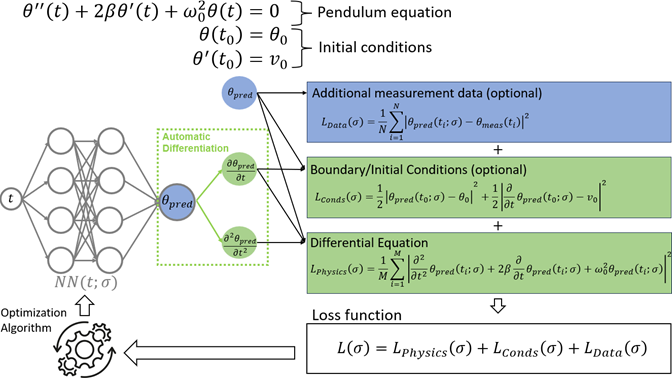 θ''(t) + 2βθ'(t) + ω₀²θ(t) = 0 } Pendulum equation
θ(t₀) = θ₀
θ'(t₀) = v₀ } Initial conditions
θ_pred
Additional measurement data (optional)
L_Data(σ) = 1/N ∑_{i=1}^{N} |θ_pred(t_i; σ) − θ_meas(t_i)|²
+
Automatic
Differentiation
∂θ_pred/∂t
Boundary/Initial Conditions (optional)
L_Conds(σ) = 1/2 |θ_pred(t₀; σ) − θ₀|² + 1/2 |∂/∂t θ_pred(t₀; σ) − v₀|²
+
t
θ_pred
∂²θ_pred/∂t²
Differential Equation
L_Physics(σ) = 1/M ∑_{i=1}^{M} |∂²/∂t² θ_pred(t_i; σ) + 2β ∂/∂t θ_pred(t_i; σ) + ω₀²θ_pred(t_i; σ)|²
NN(t; σ)
Optimization
Algorithm
Loss function
L(σ) = L_Physics(σ) + L_Conds(σ) + L_Data(σ)